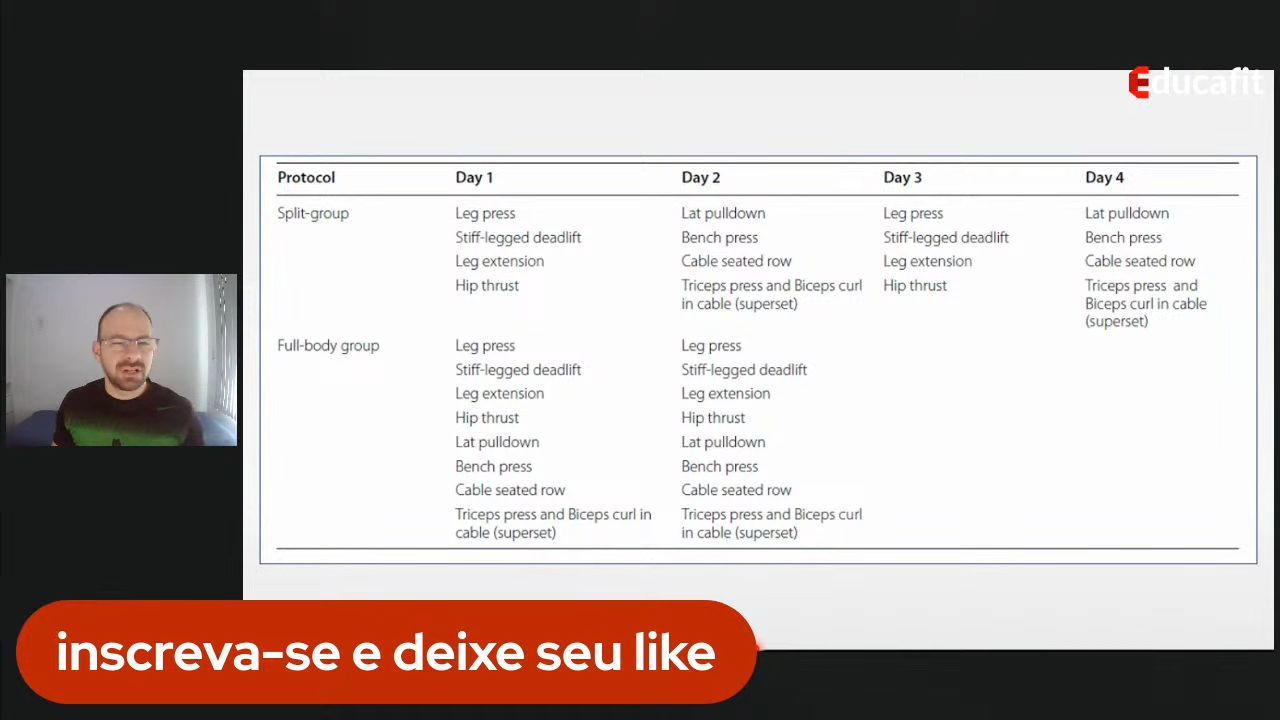 Educafit
Protocol Day 1 Day 2 Day 3 Day 4
Split-group Leg press Lat pulldown Leg press Lat pulldown
Stiff-legged deadlift Bench press Stiff-legged deadlift Bench press
Leg extension Cable seated row Leg extension Cable seated row
Hip thrust Triceps press and Biceps curl Hip thrust Triceps press and
in cable (superset) Biceps curl in cable
(superset)
Full-body group Leg press Leg press
Stiff-legged deadlift Stiff-legged deadlift
Leg extension Leg extension
Hip thrust Hip thrust
Lat pulldown Lat pulldown
Bench press Bench press
Cable seated row Cable seated row
Triceps press and Biceps curl in Triceps press and Biceps curl
cable (superset) in cable (superset)
inscreva-se e deixe seu like